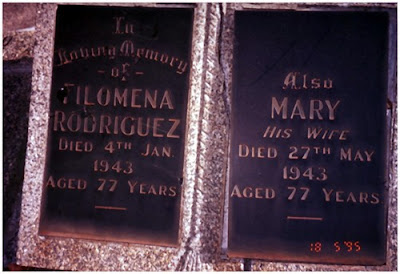 In
Loving Memory
- of -
FILOMENA
RODRIGUEZ
DIED 4TH JAN.
1943
AGED 77 YEARS
ALSO
MARY
HIS WIFE
DIED 27TH MAY
1943
AGED 77 YEARS
18 5 '95